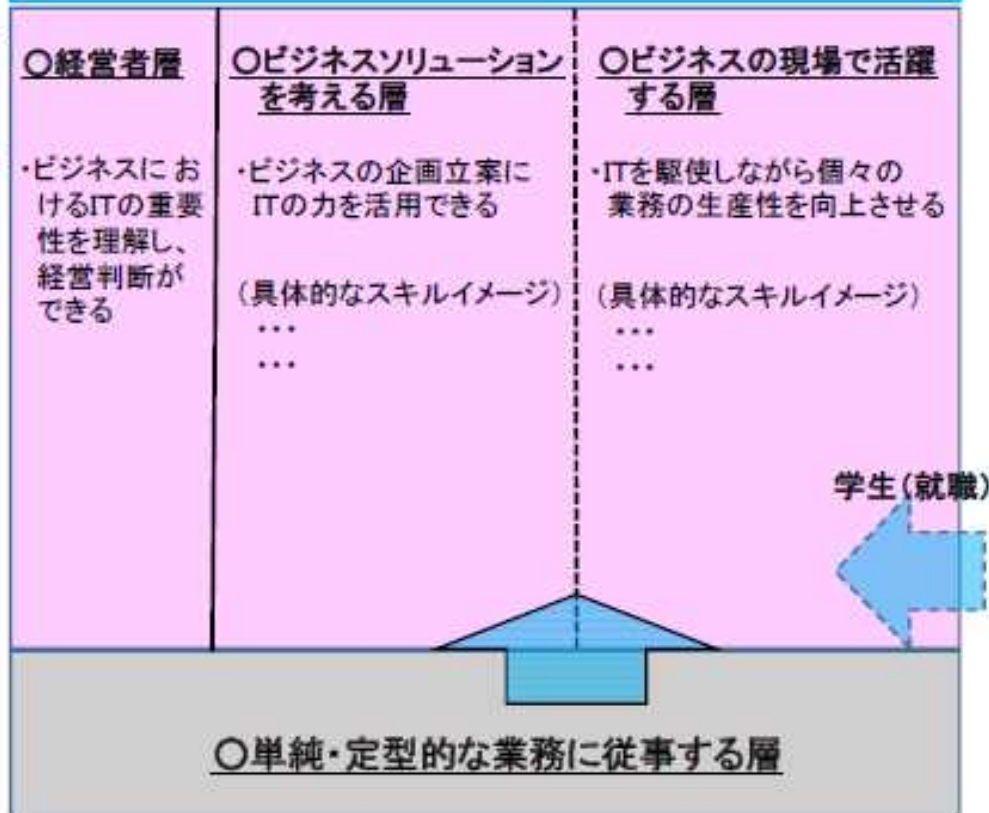 〇経営者層
・ビジネスにお
けるITの重要
性を理解し、
経営判断が
できる
〇ビジネスソリューション
を考える層
・ビジネスの企画立案に
ITの力を活用できる
(具体的なスキルイメージ)
・・・
・・・
〇ビジネスの現場で活躍
する層
・ITを駆使しながら個々の
業務の生産性を向上させる
(具体的なスキルイメージ)
・・・
・・・
学生(就職)
〇単純・定型的な業務に従事する層